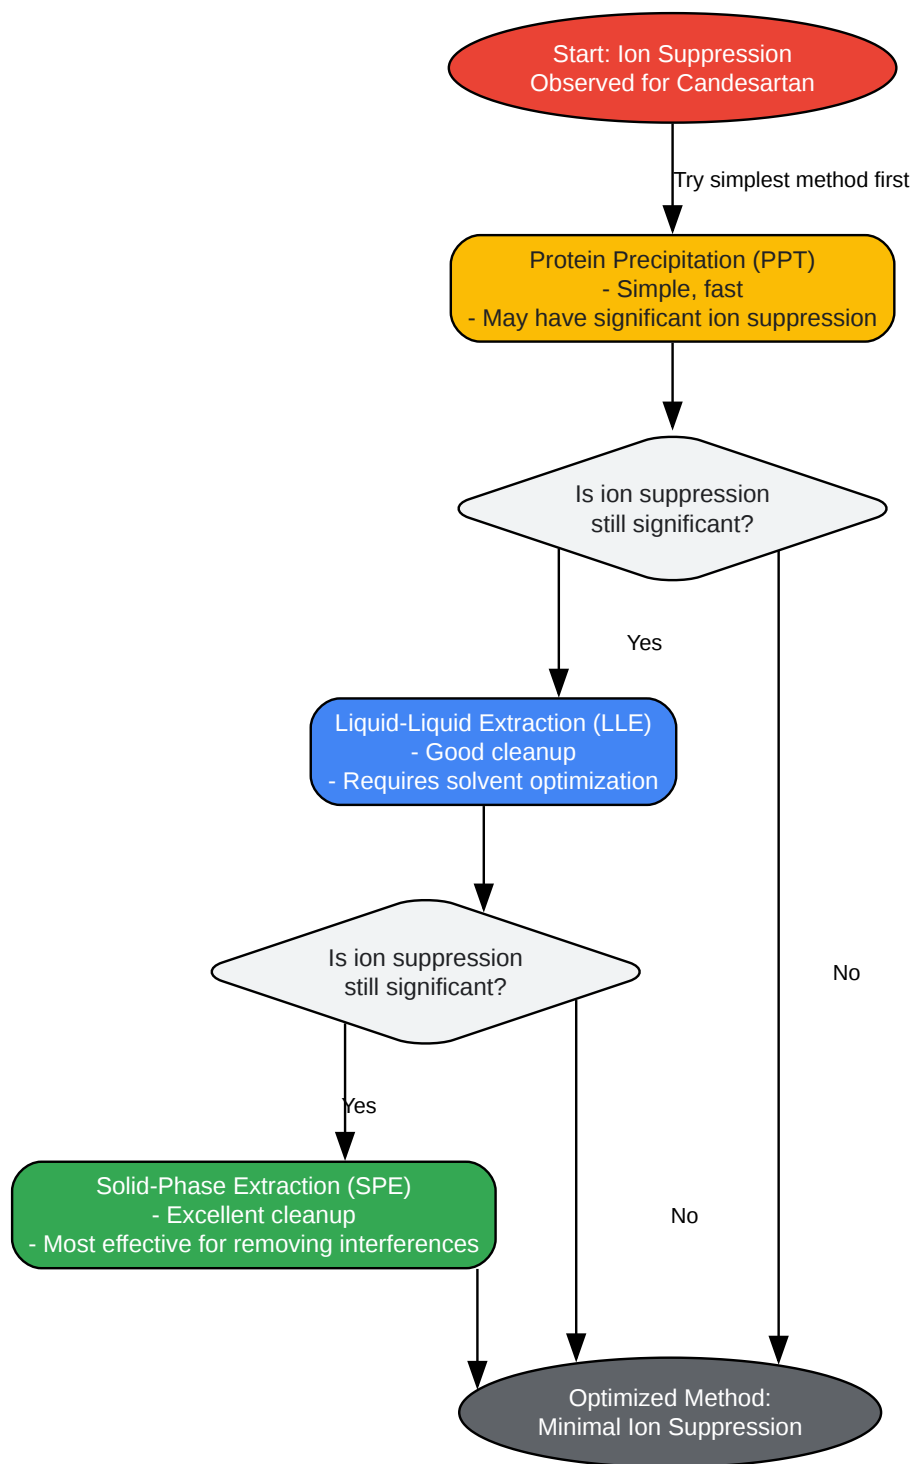 Start: Ion Suppression
Observed for Candesartan
Try simplest method first
Protein Precipitation (PPT)
- Simple, fast
- May have significant ion suppression
Is ion suppression
still significant?
Yes
Liquid-Liquid Extraction (LLE)
- Good cleanup
- Requires solvent optimization
Is ion suppression
still significant?
No
Yes
Solid-Phase Extraction (SPE)
- Excellent cleanup
- Most effective for removing interferences
No
Optimized Method:
Minimal Ion Suppression